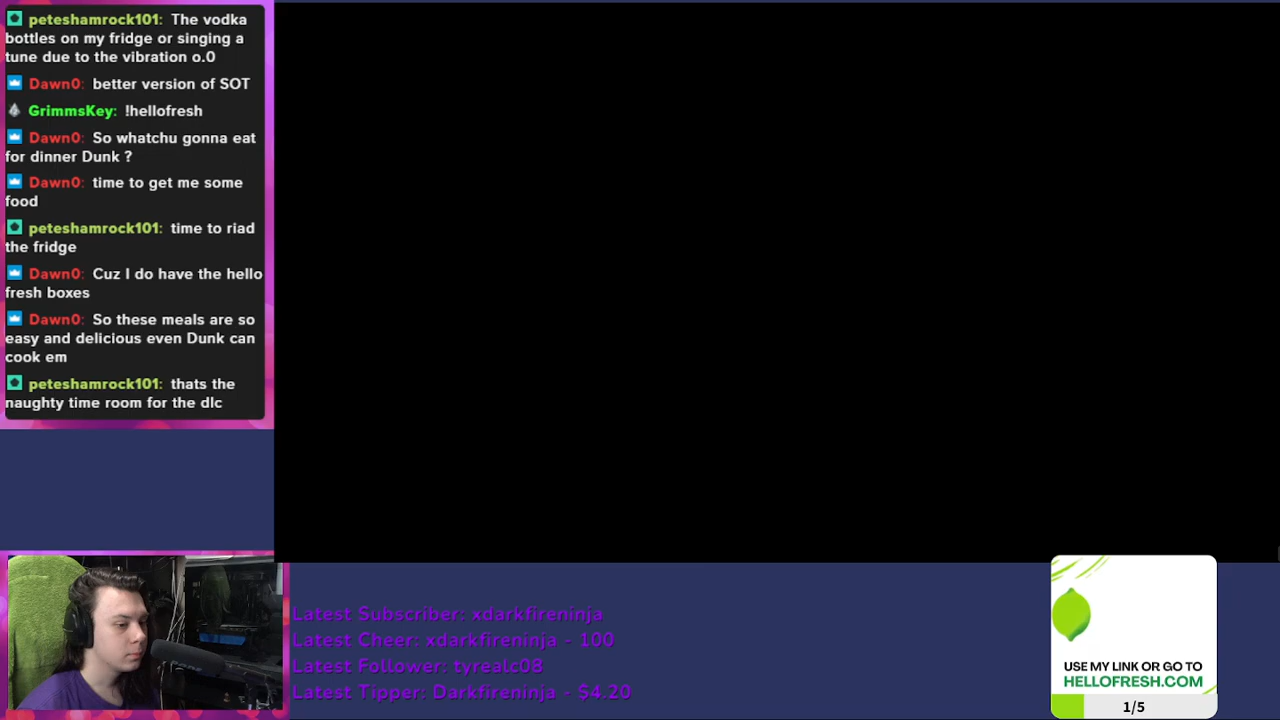 peteshamrock101: The vodka
bottles on my fridge or singing a
tune due to the vibration o.0
Dawn0: better version of SOT
GrimmsKey: !hellofresh
Dawn0: So whatchu gonna eat
for dinner Dunk ?
Dawn0: time to get me some
food
peteshamrock101: time to riad
the fridge
Dawn0: Cuz I do have the hello
fresh boxes
Dawn0: So these meals are so
easy and delicious even Dunk can
cook em
peteshamrock101: thats the
naughty time room for the dlc
Latest Subscriber: xdarkfireninja
Latest Cheer: xdarkfireninja - 100
Latest Follower: tyrealc08
Latest Tipper: Darkfireninja - $4.20
USE MY LINK OR GO TO
HELLOFRESH.COM
1/5